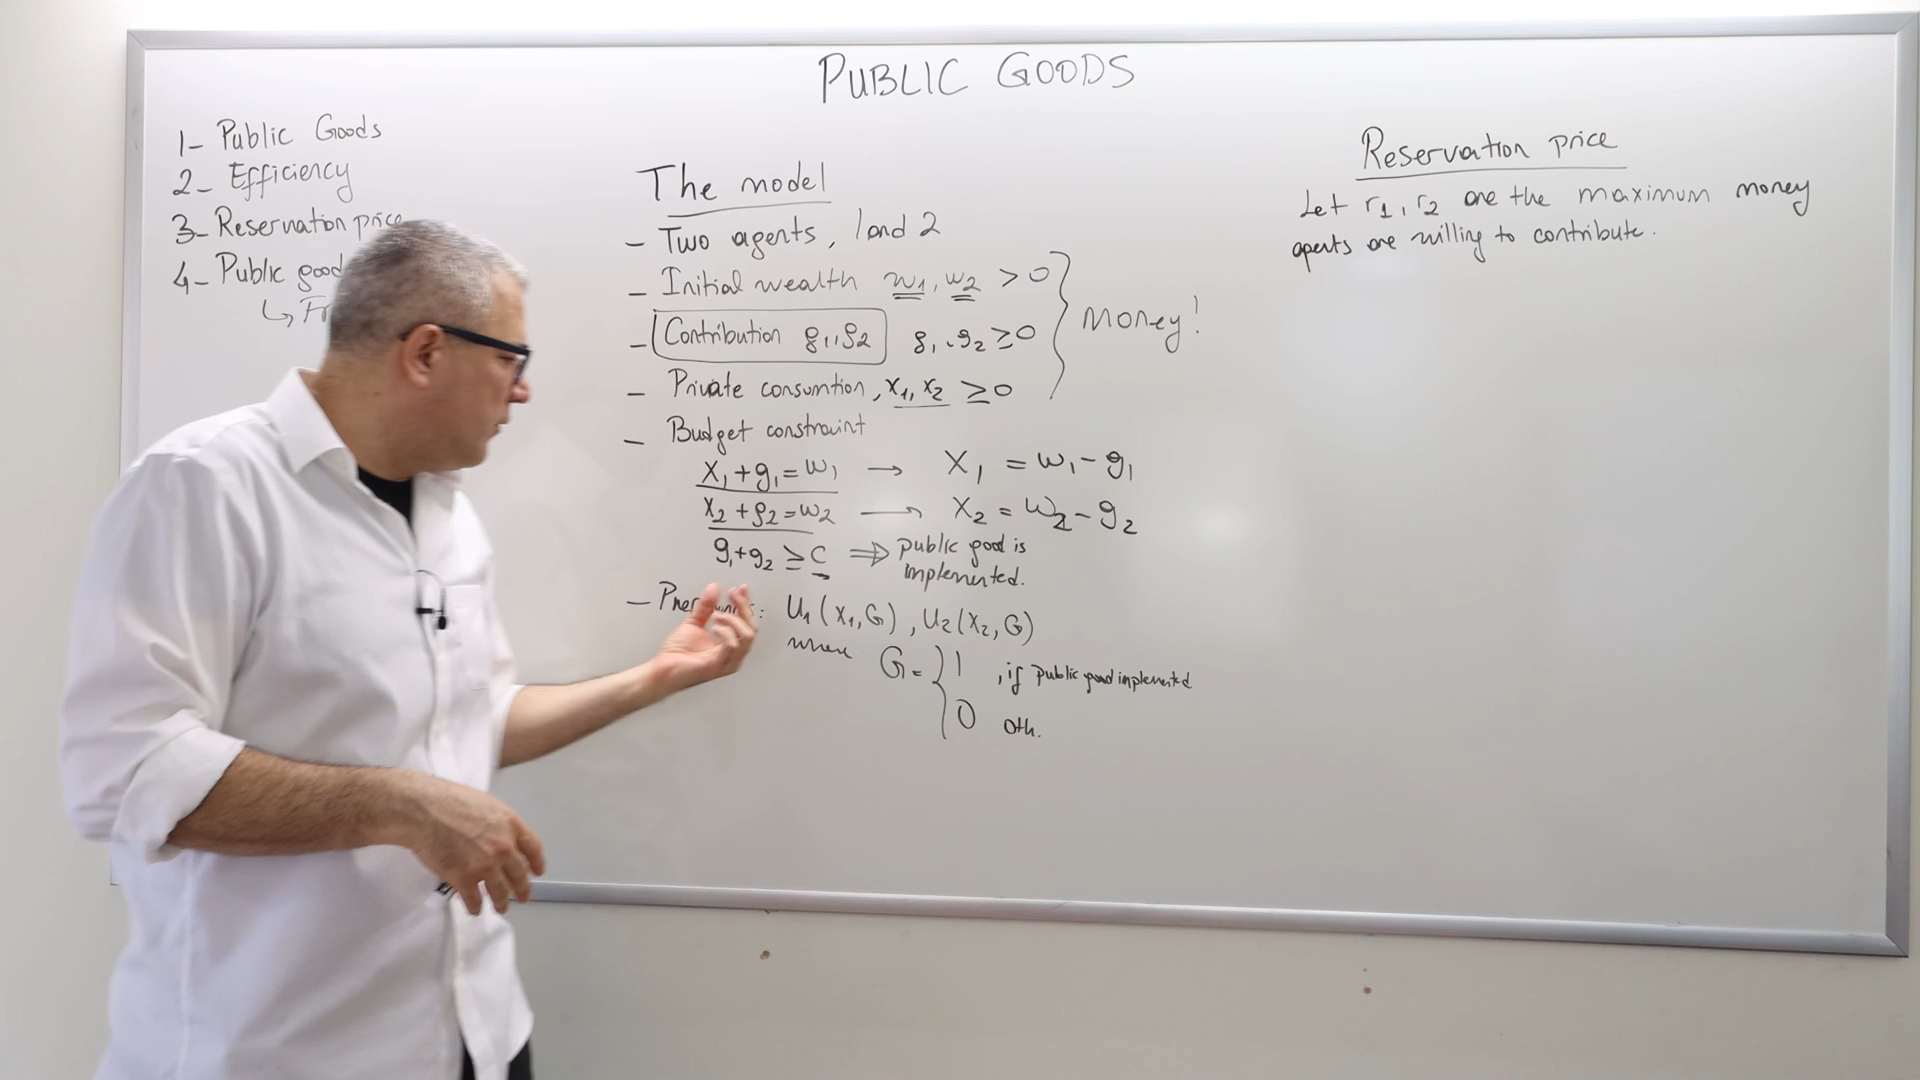 PUBLIC GOODS
1- Public Goods
2- Efficiency
3- Reservation price
4- Public good
↳ Fr
The model
- Two agents, 1 and 2
- Initial wealth w1, w2 > 0
- Contribution g1, g2 g1, g2 ≥ 0
- Private consumtion, x1, x2 ≥ 0
money!
- Budget constraint
x1 + g1 = w1 → x1 = w1 - g1
x2 + g2 = w2 → x2 = w2 - g2
g1 + g2 ≥ c ⇒ public good is
implemented.
- : U1(x1, G), U2(x2, G)
where G = { 1 , if public good implemented
0 oth.
Reservation price
Let r1, r2 are the maximum money
agents are willing to contribute.